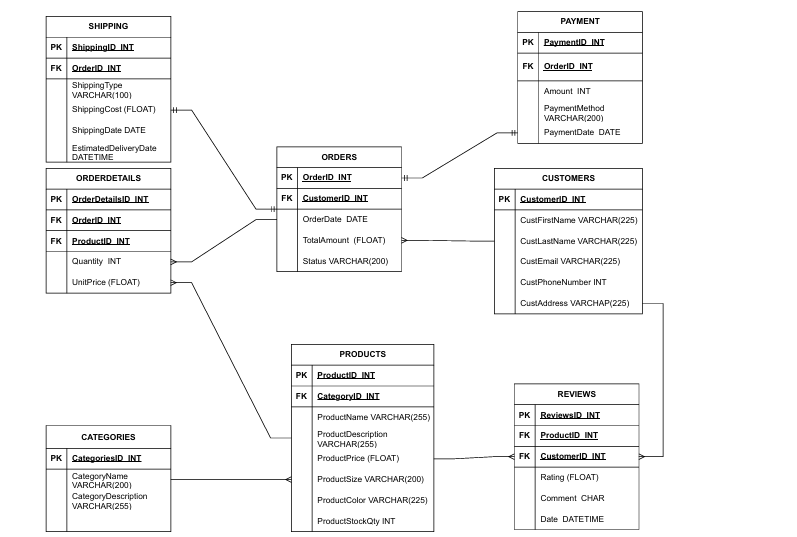 SHIPPING
PK ShippingID INT
FK OrderID INT
ShippingType
VARCHAR(100)
ShippingCost (FLOAT)
ShippingDate DATE
EstimatedDeliveryDate
DATETIME
PAYMENT
PK PaymentID INT
FK OrderID INT
Amount INT
PaymentMethod
VARCHAR(200)
PaymentDate DATE
ORDERS
PK OrderID INT
FK CustomerID INT
OrderDate DATE
TotalAmount (FLOAT)
Status VARCHAR(200)
ORDERDETAILS
PK OrderDetailsID INT
FK OrderID INT
FK ProductID INT
Quantity INT
UnitPrice (FLOAT)
CUSTOMERS
PK CustomerID INT
CustFirstName VARCHAR(225)
CustLastName VARCHAR(225)
CustEmail VARCHAR(225)
CustPhoneNumber INT
CustAddress VARCHAP(225)
PRODUCTS
PK ProductID INT
FK CategoryID INT
ProductName VARCHAR(255)
ProductDescription
VARCHAR(255)
ProductPrice (FLOAT)
ProductSize VARCHAR(200)
ProductColor VARCHAR(225)
ProductStockQty INT
REVIEWS
PK ReviewsID INT
FK ProductID INT
FK CustomerID INT
Rating (FLOAT)
Comment CHAR
Date DATETIME
CATEGORIES
PK CategoriesID INT
CategoryName
VARCHAR(200)
CategoryDescription
VARCHAR(255)